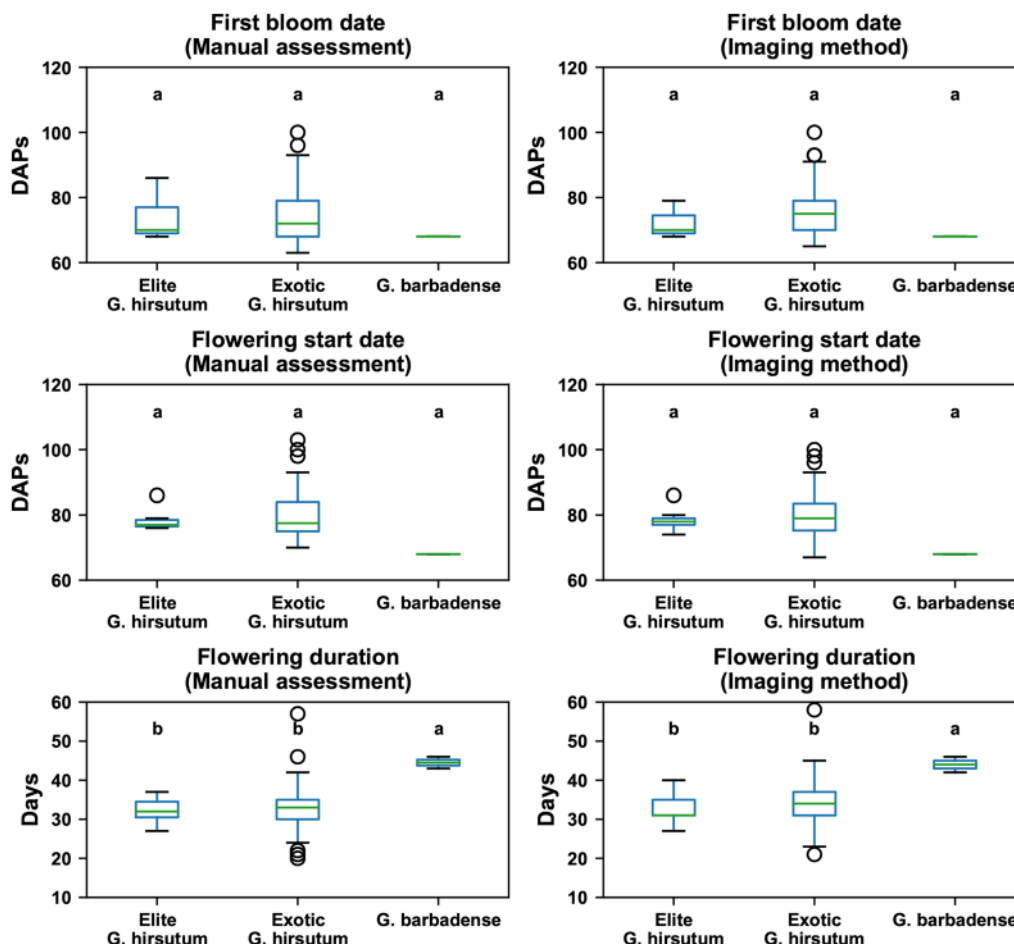 First bloom date
(Manual assessment)
120
100
80
60
DAPs
a a a
Elite Exotic G. barbadense
G. hirsutum G. hirsutum
First bloom date
(Imaging method)
120
100
80
60
DAPs
a a a
Elite Exotic G. barbadense
G. hirsutum G. hirsutum
Flowering start date
(Manual assessment)
120
100
80
60
DAPs
a a a
Elite Exotic G. barbadense
G. hirsutum G. hirsutum
Flowering start date
(Imaging method)
120
100
80
60
DAPs
a a a
Elite Exotic G. barbadense
G. hirsutum G. hirsutum
Flowering duration
(Manual assessment)
60
50
40
30
20
10
Days
b b a
Elite Exotic G. barbadense
G. hirsutum G. hirsutum
Flowering duration
(Imaging method)
60
50
40
30
20
10
Days
b b a
Elite Exotic G. barbadense
G. hirsutum G. hirsutum